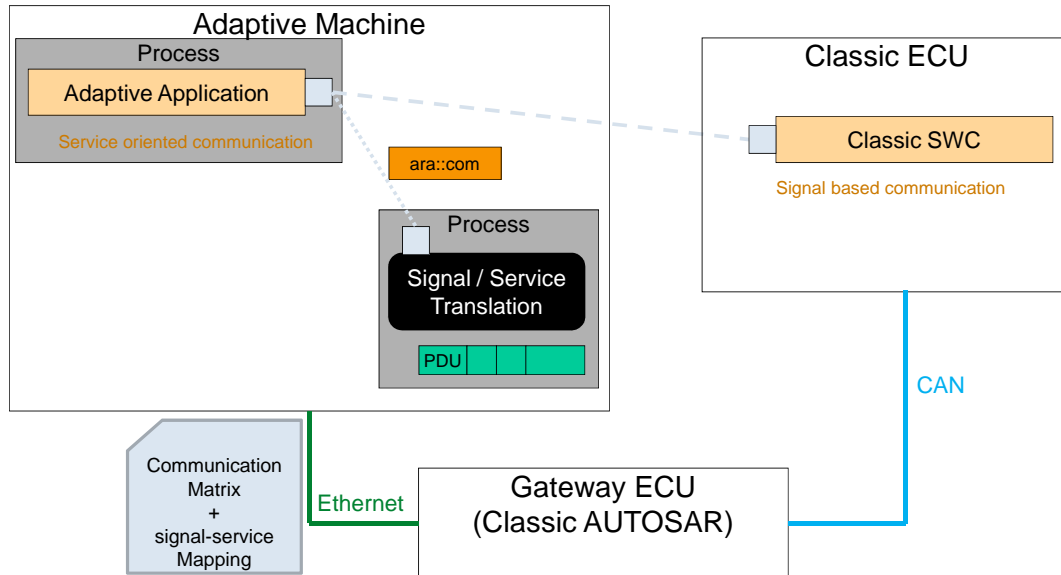 Adaptive Machine
Process
Adaptive Application
Service oriented communication
ara::com
Process
Signal / Service
Translation
PDU
Classic ECU
Classic SWC
Signal based communication
CAN
Communication
Matrix
+
signal-service
Mapping
Ethernet
Gateway ECU
(Classic AUTOSAR)